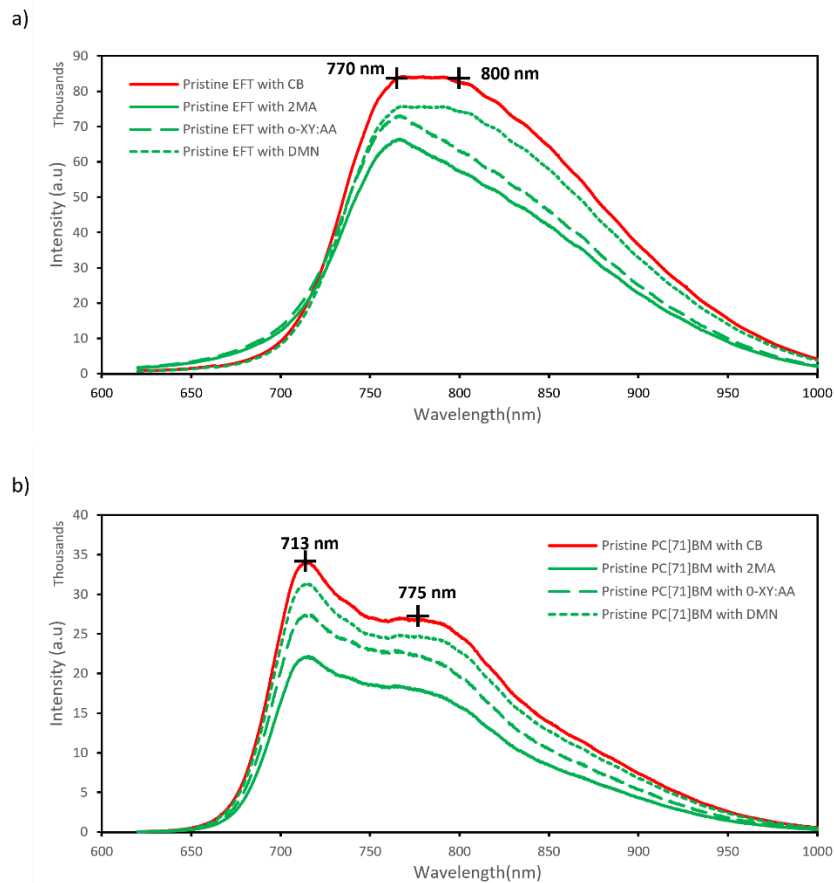 a)
Thousands
Intensity (a.u)
90
80
70
60
50
40
30
20
10
0
770 nm
800 nm
Pristine EFT with CB
Pristine EFT with 2MA
Pristine EFT with o-XY:AA
Pristine EFT with DMN
600 650 700 750 800 850 900 950 1000
Wavelength(nm)
b)
Thousands
Intensity (a.u)
40
35
30
25
20
15
10
5
0
713 nm
775 nm
Pristine PC[71]BM with CB
Pristine PC[71]BM with 2MA
Pristine PC[71]BM with 0-XY:AA
Pristine PC[71]BM with DMN
600 650 700 750 800 850 900 950 1000
Wavelength(nm)